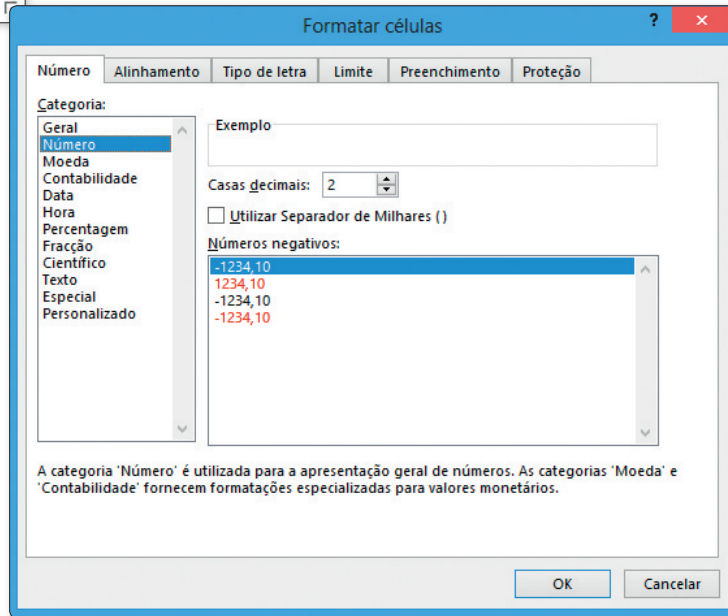 Formatar células
?
Número Alinhamento Tipo de letra Limite Preenchimento Proteção
Categoria:
Geral
Número
Moeda
Contabilidade
Data
Hora
Percentagem
Fracção
Científico
Texto
Especial
Personalizado
Exemplo
Casas decimais: 2
Utilizar Separador de Milhares ( )
Números negativos:
-1234,10
1234,10
-1234,10
-1234,10
A categoria 'Número' é utilizada para a apresentação geral de números. As categorias 'Moeda' e
'Contabilidade' fornecem formatações especializadas para valores monetários.
OK Cancelar